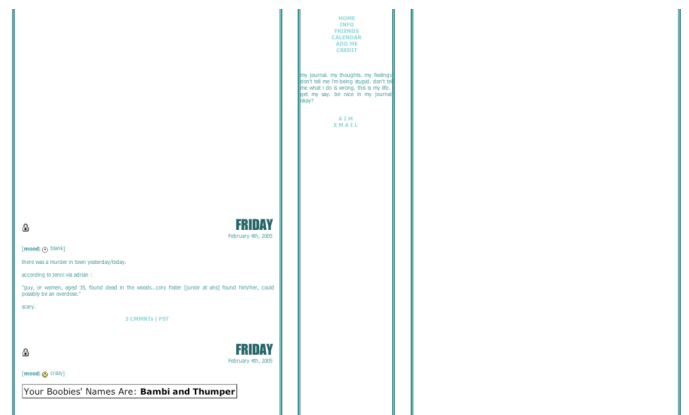 HOME
INFO
FRIENDS
CALENDAR
ADD ME
CREDIT
my journal. my thoughts. my feelings
don't tell me i'm being stupid. don't tell
me what i do is wrong. this is my life.
get my say. be nice in my journal
okay?
A I M
E M A I L
FRIDAY
February 4th, 2005
[mood: blank]
there was a murder in town yesterday/today.
according to jenni via adrian :
"guy, or women, aged 35, found dead in the woods...cory foster [junior at ahs] found him/her, could
possibly be an overdose."
scary.
3 CMMNTs | PST
FRIDAY
February 4th, 2005
[mood: crazy]
Your Boobies' Names Are: Bambi and Thumper